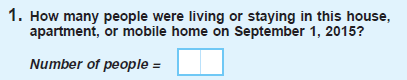 1. How many people were living or staying in this house,
apartment, or mobile home on September 1, 2015?
Number of people =